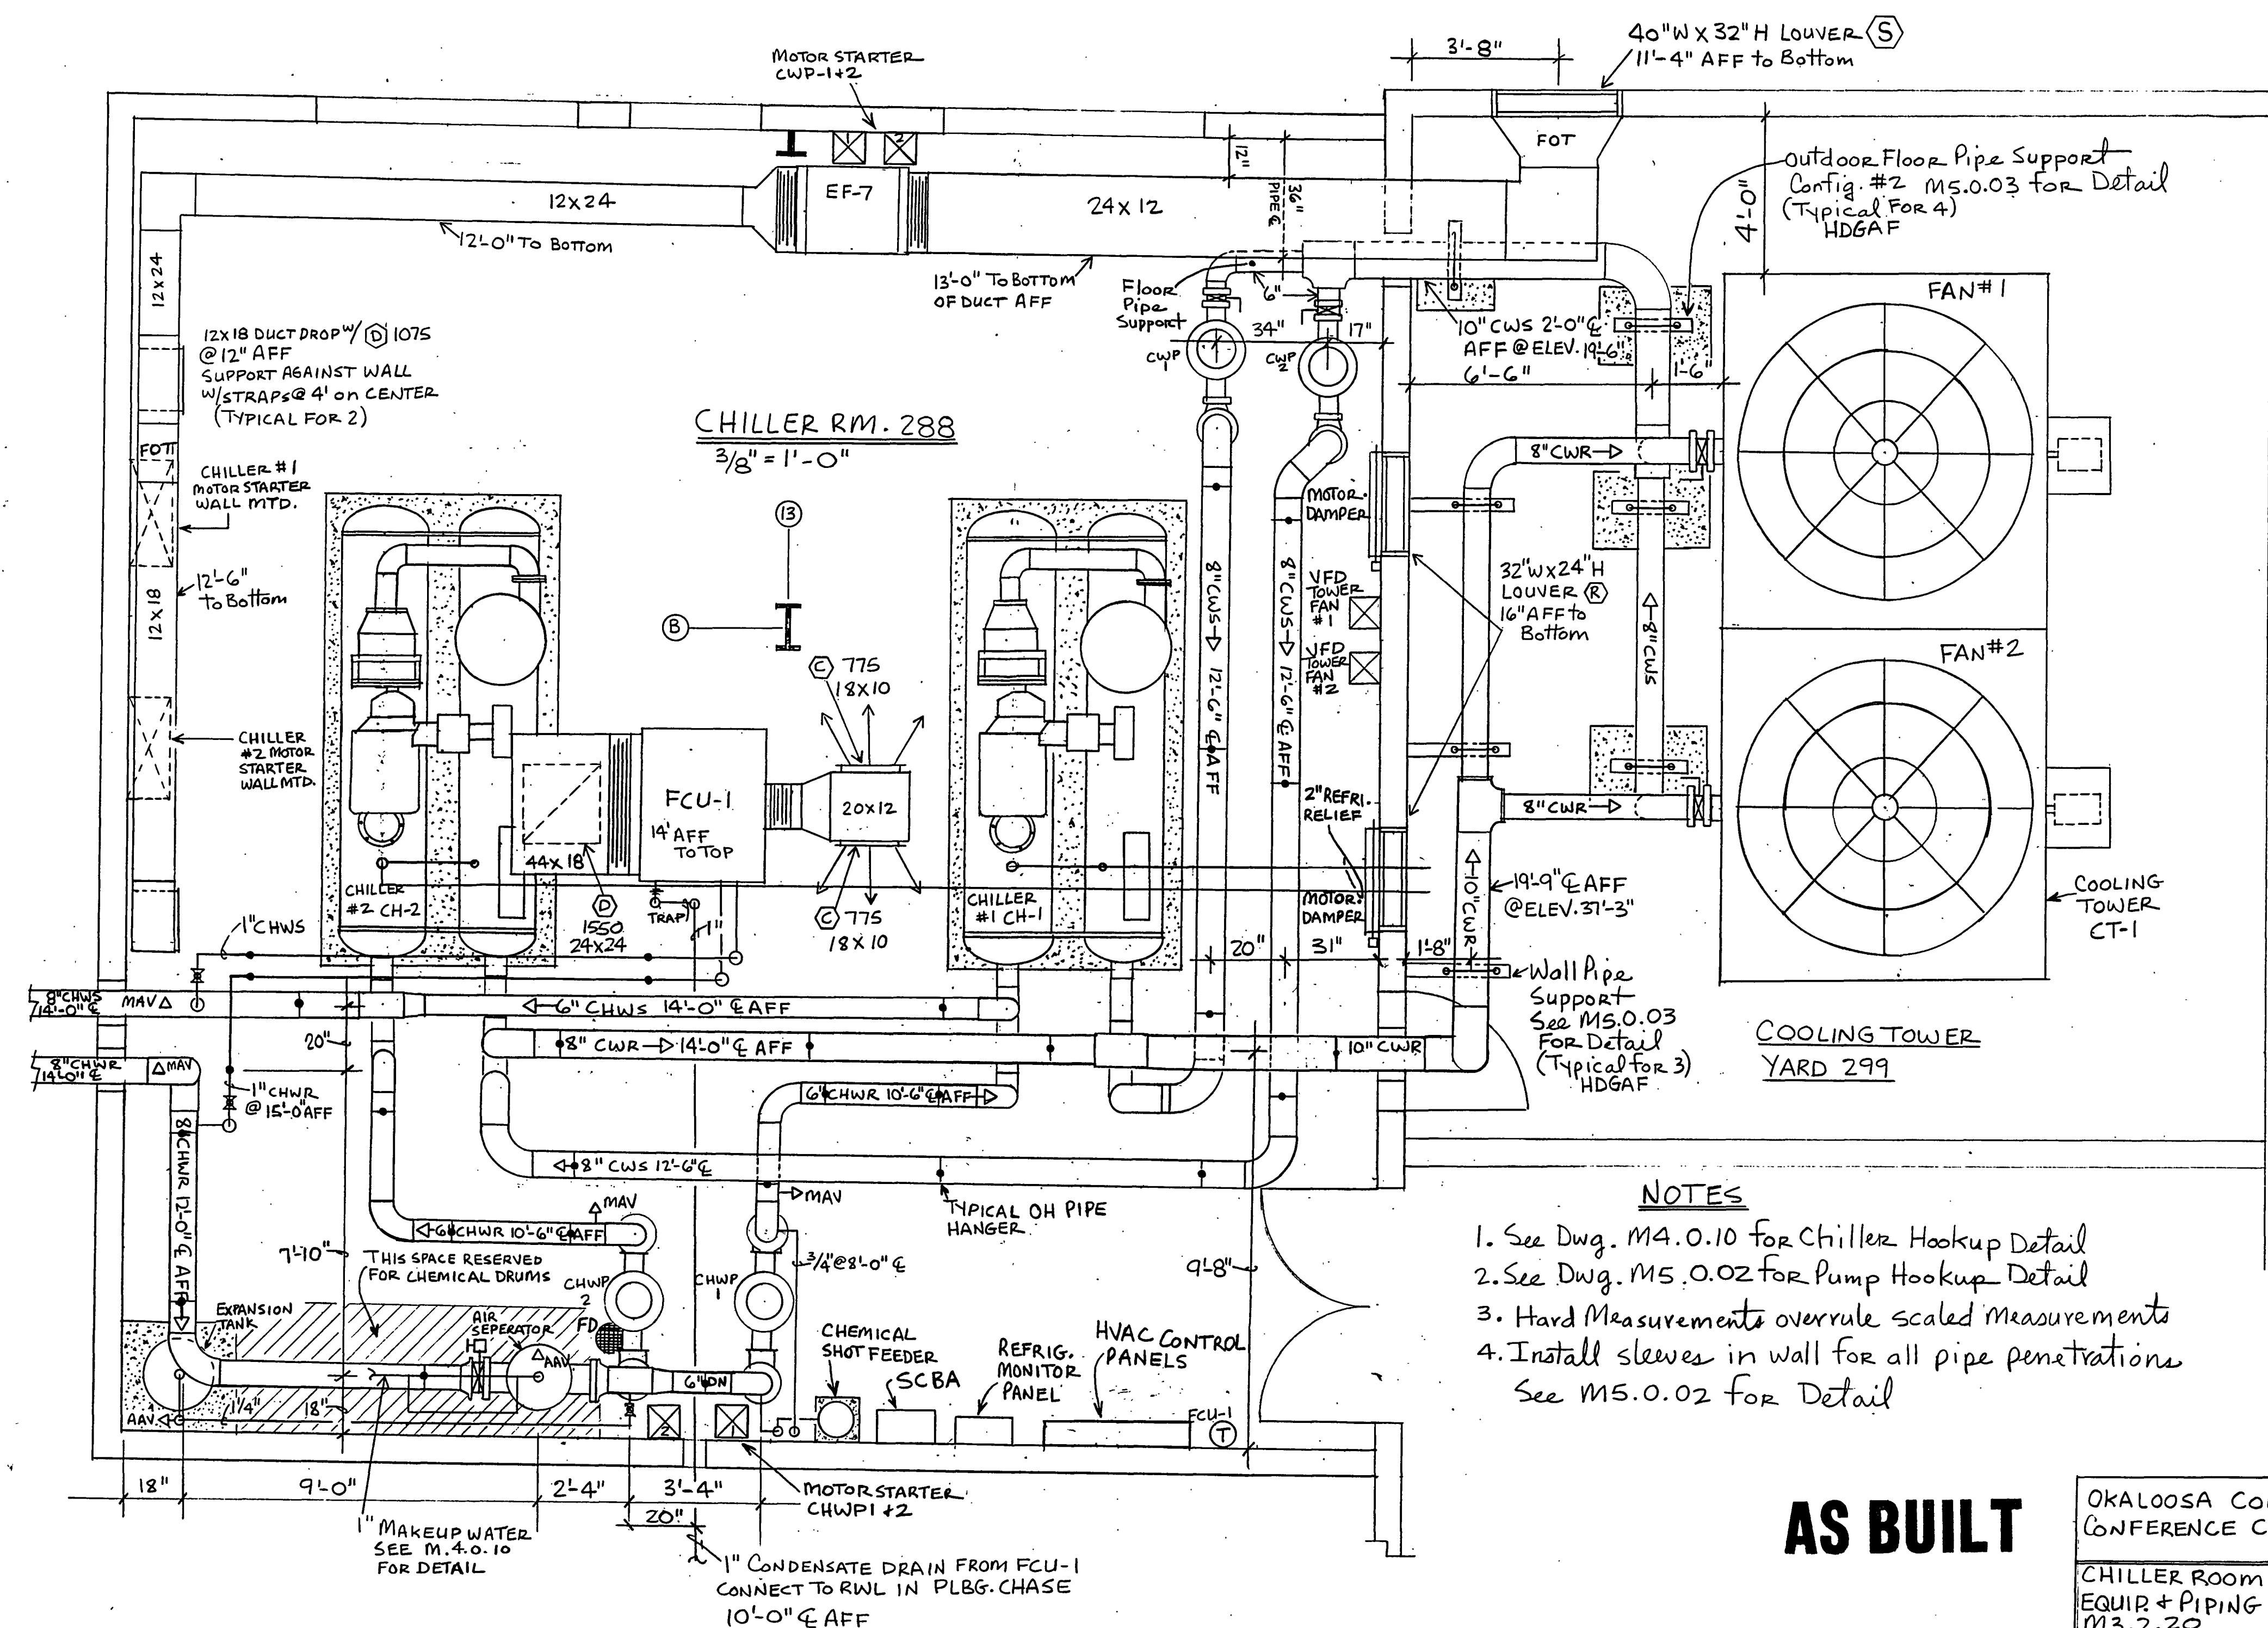 MOTOR STARTER
CWP-1+2
3'-8"
40"W X 32"H LOUVER S
11'-4" AFF to Bottom
1
2
FOT
EF-7
12X24
24X12
12"
36"
PIPE ℄
12'-0" To Bottom
13'-0" To Bottom
OF DUCT AFF
4'-0"
Outdoor Floor Pipe Support
Config. #2 M5.0.03 for Detail
(Typical For 4)
HDGAF
12X24
Floor
Pipe
Support
6"
34"
17"
CWP
1
CWP
2
10" CWS 2'-0" ℄
AFF @ ELEV. 19'-6"
6'-6"
1'-6"
FAN #1
12X18 DUCT DROP W/ D 1075
@ 12" AFF
SUPPORT AGAINST WALL
W/STRAPS @ 4' on CENTER
(TYPICAL FOR 2)
CHILLER RM. 288
3/8" = 1'-0"
FOT
CHILLER #1
MOTOR STARTER
WALL MTD.
8" CWR
MOTOR
DAMPER
13
B
12'-6"
to Bottom
12X18
8" CWS 12'-6" ℄ AFF
8" CWS 12'-6" ℄ AFF
VFD
TOWER
FAN
#1
VFD
TOWER
FAN
#2
32"W X 24"H
LOUVER R
16" AFF to
Bottom
8" CWS
FAN #2
C 775
18X10
CHILLER
#2 MOTOR
STARTER
WALL MTD.
FCU-1
14' AFF
TO TOP
20X12
44X18
2" REFRI.
RELIEF
8" CWR
CHILLER
#2 CH-2
D
1550
24X24
TRAP
1"
C 775
18X10
CHILLER
#1 CH-1
MOTOR
DAMPER
10" CWR
19'-9" ℄ AFF
@ ELEV. 37'-3"
COOLING
TOWER
CT-1
1" CHWS
20"
31"
1'-8"
Wall Pipe
Support
See M5.0.03
For Detail
(Typical for 3)
HDGAF
8" CHWS
14'-0" ℄
MAV
6" CHWS 14'-0" ℄ AFF
20"
8" CWR 14'-0" ℄ AFF
10" CWR
COOLING TOWER
YARD 299
8" CHWR
14'-0" ℄
MAV
1" CHWR
@ 15'-0" AFF
6" CHWR 10'-6" ℄ AFF
8" CHWR 12'-0" ℄ AFF
8" CWS 12'-6" ℄
MAV
MAV
TYPICAL OH PIPE
HANGER
6" CHWR 10'-6" ℄ AFF
7'-10"
THIS SPACE RESERVED
FOR CHEMICAL DRUMS
3/4" @ 8'-0" ℄
9'-8"
CHWP
2
CHWP
1
EXPANSION
TANK
AIR
SEPERATOR
FD
AAV
AAV
1 1/4"
18"
6" DN
2
1
CHEMICAL
SHOT FEEDER
SCBA
REFRIG.
MONITOR
PANEL
HVAC CONTROL
PANELS
FCU-1
T
NOTES
1. See Dwg. M4.0.10 for Chiller Hookup Detail
2. See Dwg. M5.0.02 for Pump Hookup Detail
3. Hard Measurements overrule scaled Measurements
4. Install sleeves in wall for all pipe penetrations
See M5.0.02 for Detail
18"
9'-0"
2'-4"
3'-4"
20"
MOTOR STARTER
CHWP1+2
1" MAKEUP WATER
SEE M.4.0.10
FOR DETAIL
1" CONDENSATE DRAIN FROM FCU-1
CONNECT TO RWL IN PLBG. CHASE
10'-0" ℄ AFF
AS BUILT
OKALOOSA CO
CONFERENCE C
CHILLER ROOM
EQUIP. + PIPING
M3.2.20